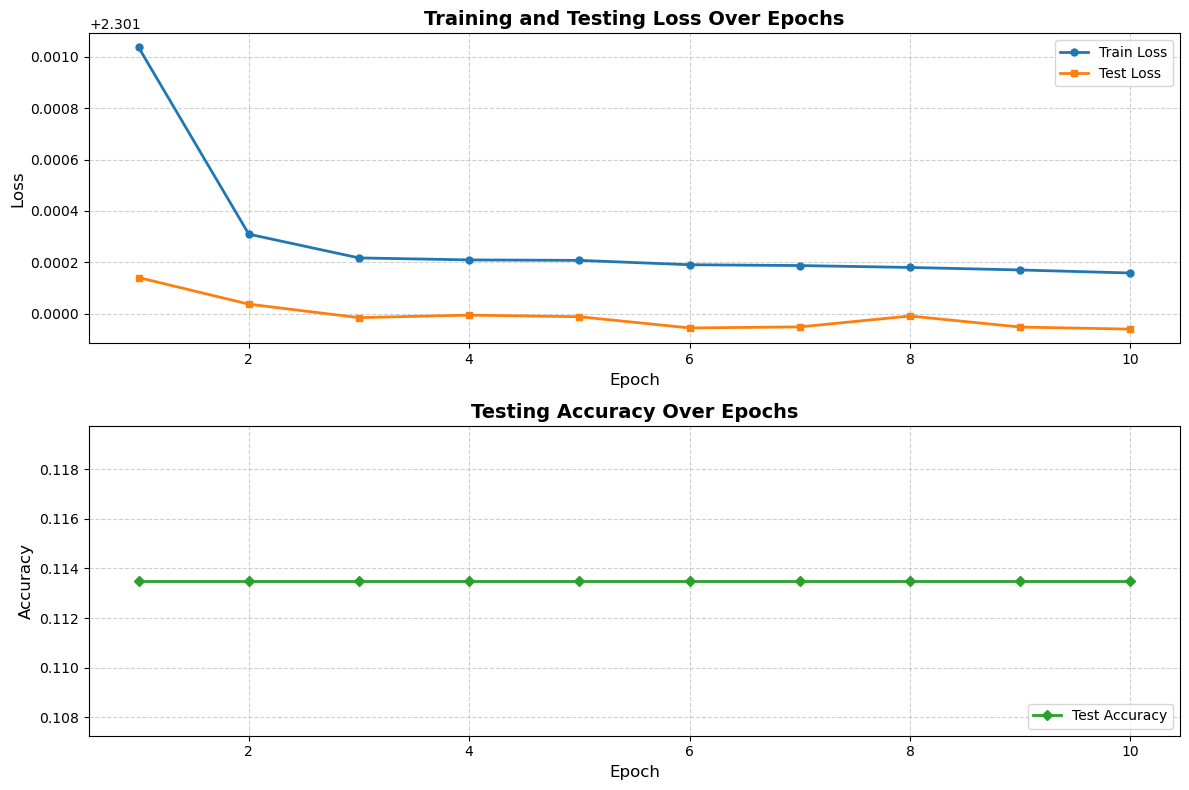 Training and Testing Loss Over Epochs
+2.301
0.0010
0.0008
0.0006
0.0004
0.0002
0.0000
Loss
Train Loss
Test Loss
2 4 6 8 10
Epoch
Testing Accuracy Over Epochs
0.118
0.116
0.114
0.112
0.110
0.108
Accuracy
Test Accuracy
2 4 6 8 10
Epoch